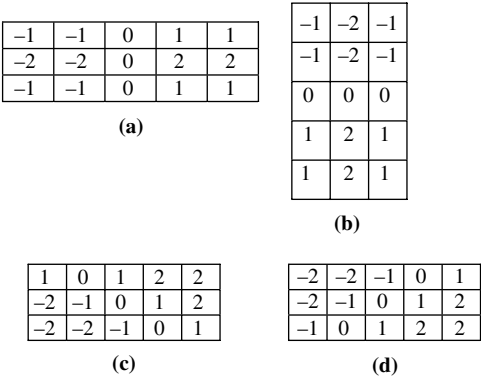 –1 –1 0 1 1
–2 –2 0 2 2
–1 –1 0 1 1
(a)
–1 –2 –1
–1 –2 –1
0 0 0
1 2 1
1 2 1
(b)
1 0 1 2 2
–2 –1 0 1 2
–2 –2 –1 0 1
(c)
–2 –2 –1 0 1
–2 –1 0 1 2
–1 0 1 2 2
(d)